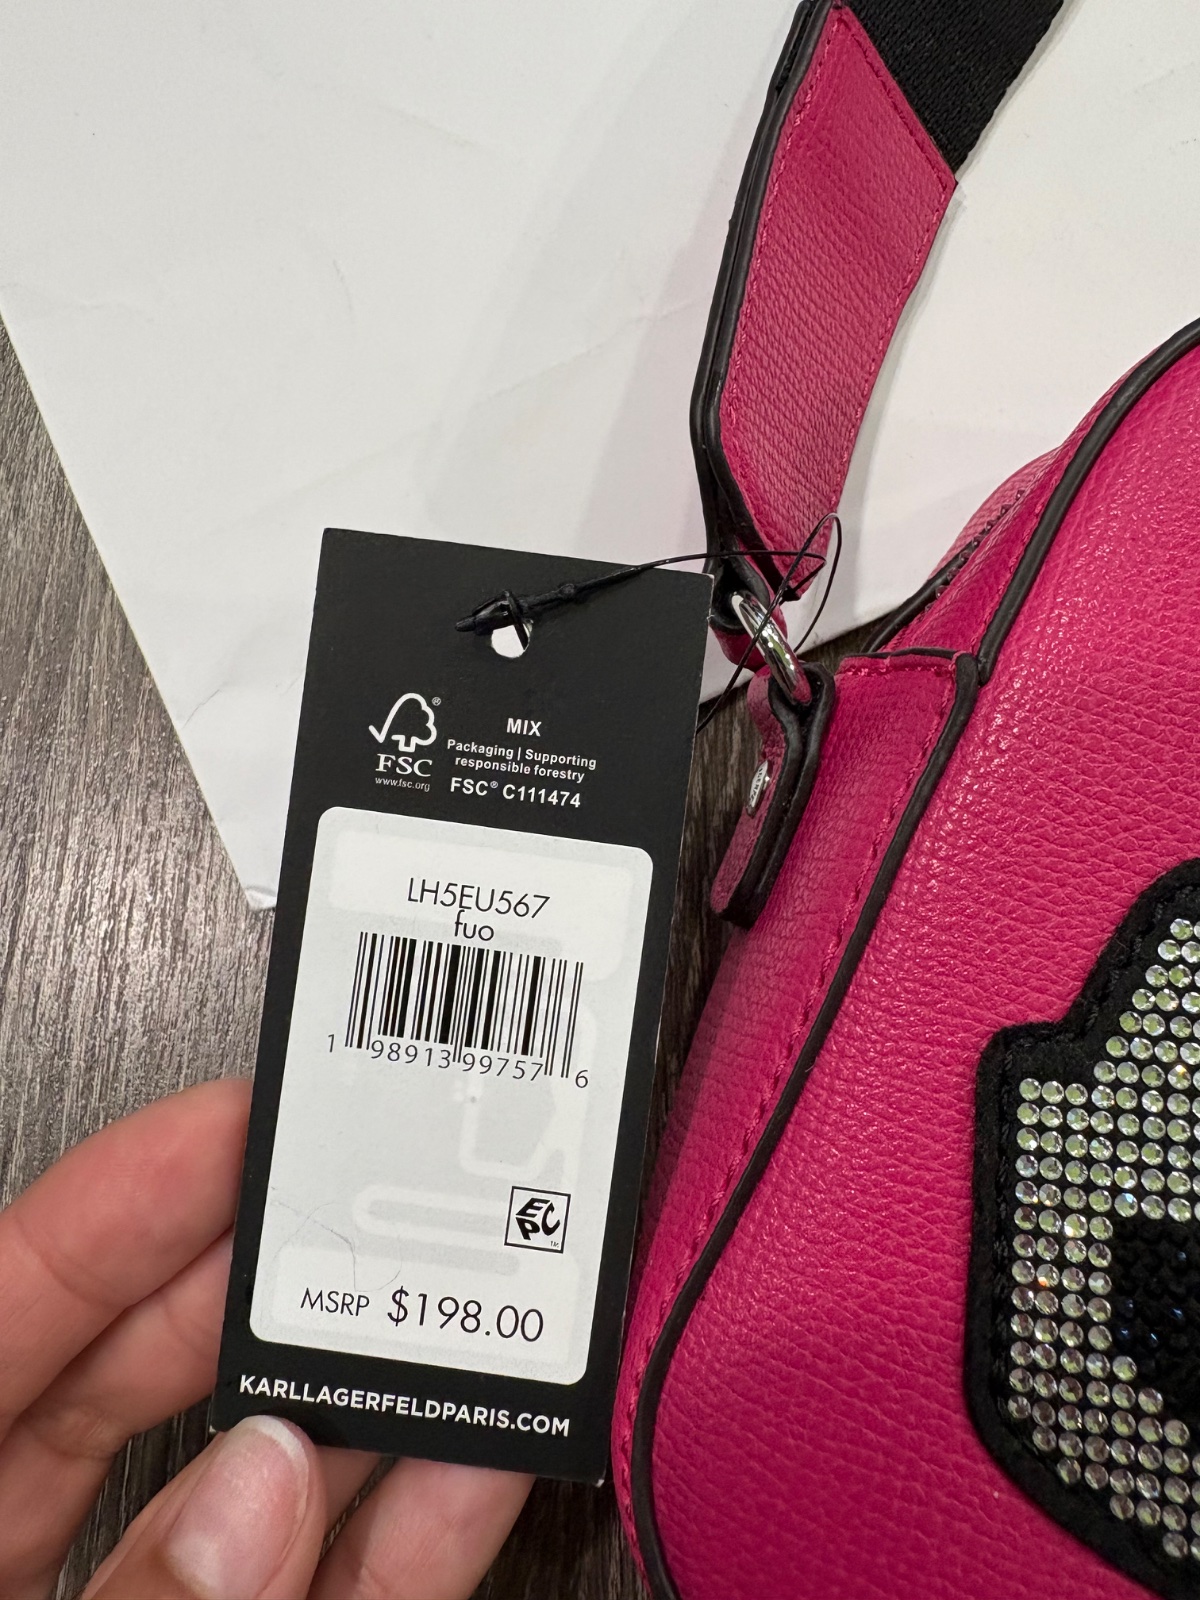 MIX
Packaging | Supporting
responsible forestry
FSC® C111474
®
FSC
www.fsc.org
LH5EU567
fuo
1 98913 99757 6
EPC
TM
MSRP $198.00
KARLLAGERFELDPARIS.COM